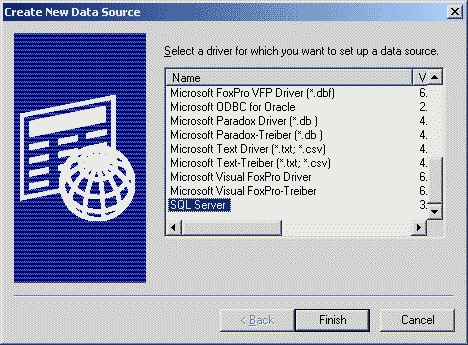 Create New Data Source
Select a driver for which you want to set up a data source.
Name V
Microsoft FoxPro VFP Driver (*.dbf) 6.
Microsoft ODBC for Oracle 2.
Microsoft Paradox Driver (*.db ) 4.
Microsoft Paradox-Treiber (*.db ) 4.
Microsoft Text Driver (*.txt; *.csv) 4.
Microsoft Text-Treiber (*.txt; *.csv) 4.
Microsoft Visual FoxPro Driver 6.
Microsoft Visual FoxPro-Treiber 6.
SQL Server 3.
< Back Finish Cancel